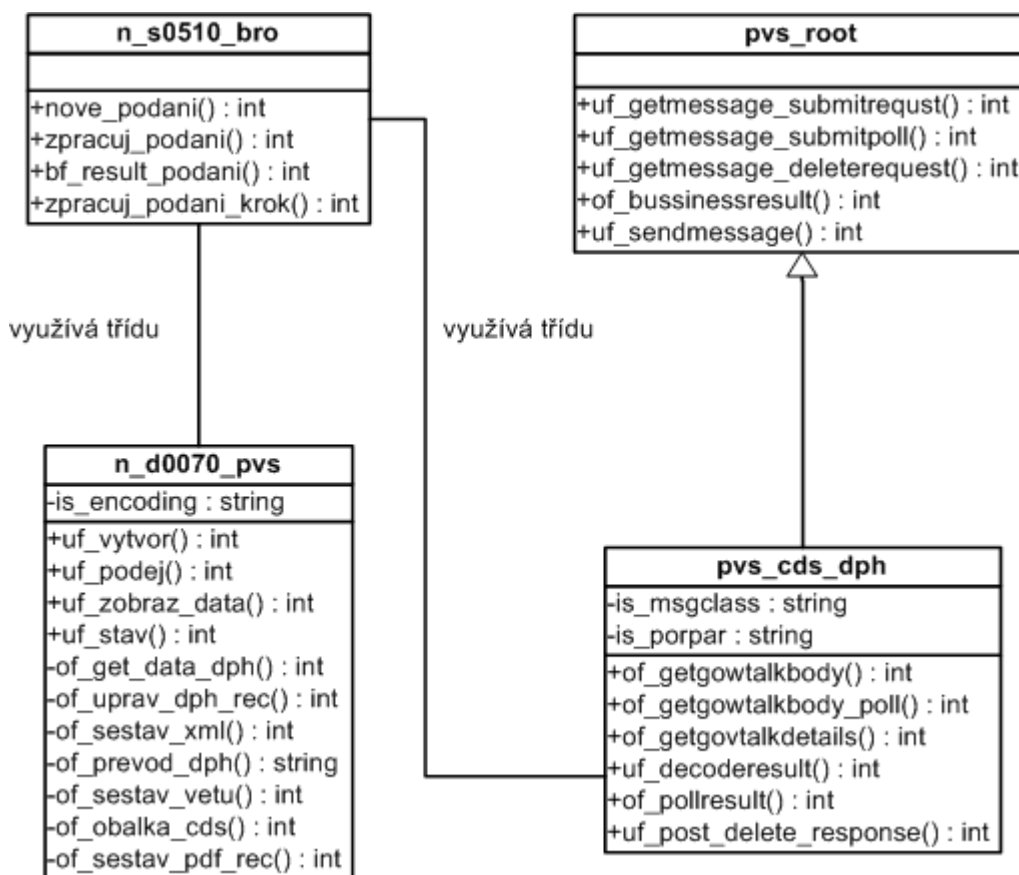 n_s0510_bro
+nove_podani() : int
+zpracuj_podani() : int
+bf_result_podani() : int
+zpracuj_podani_krok() : int
pvs_root
+uf_getmessage_submitrequst() : int
+uf_getmessage_submitpoll() : int
+uf_getmessage_deleterequest() : int
+of_bussinessresult() : int
+uf_sendmessage() : int
využívá třídu
využívá třídu
n_d0070_pvs
-is_encoding : string
+uf_vytvor() : int
+uf_podej() : int
+uf_zobraz_data() : int
+uf_stav() : int
-of_get_data_dph() : int
-of_uprav_dph_rec() : int
-of_sestav_xml() : int
-of_prevod_dph() : string
-of_sestav_vetu() : int
-of_obalka_cds() : int
-of_sestav_pdf_rec() : int
pvs_cds_dph
-is_msgclass : string
-is_porpar : string
+of_getgowtalkbody() : int
+of_getgowtalkbody_poll() : int
+of_getgovtalkdetails() : int
+uf_decoderesult() : int
+of_pollresult() : int
+uf_post_delete_response() : int